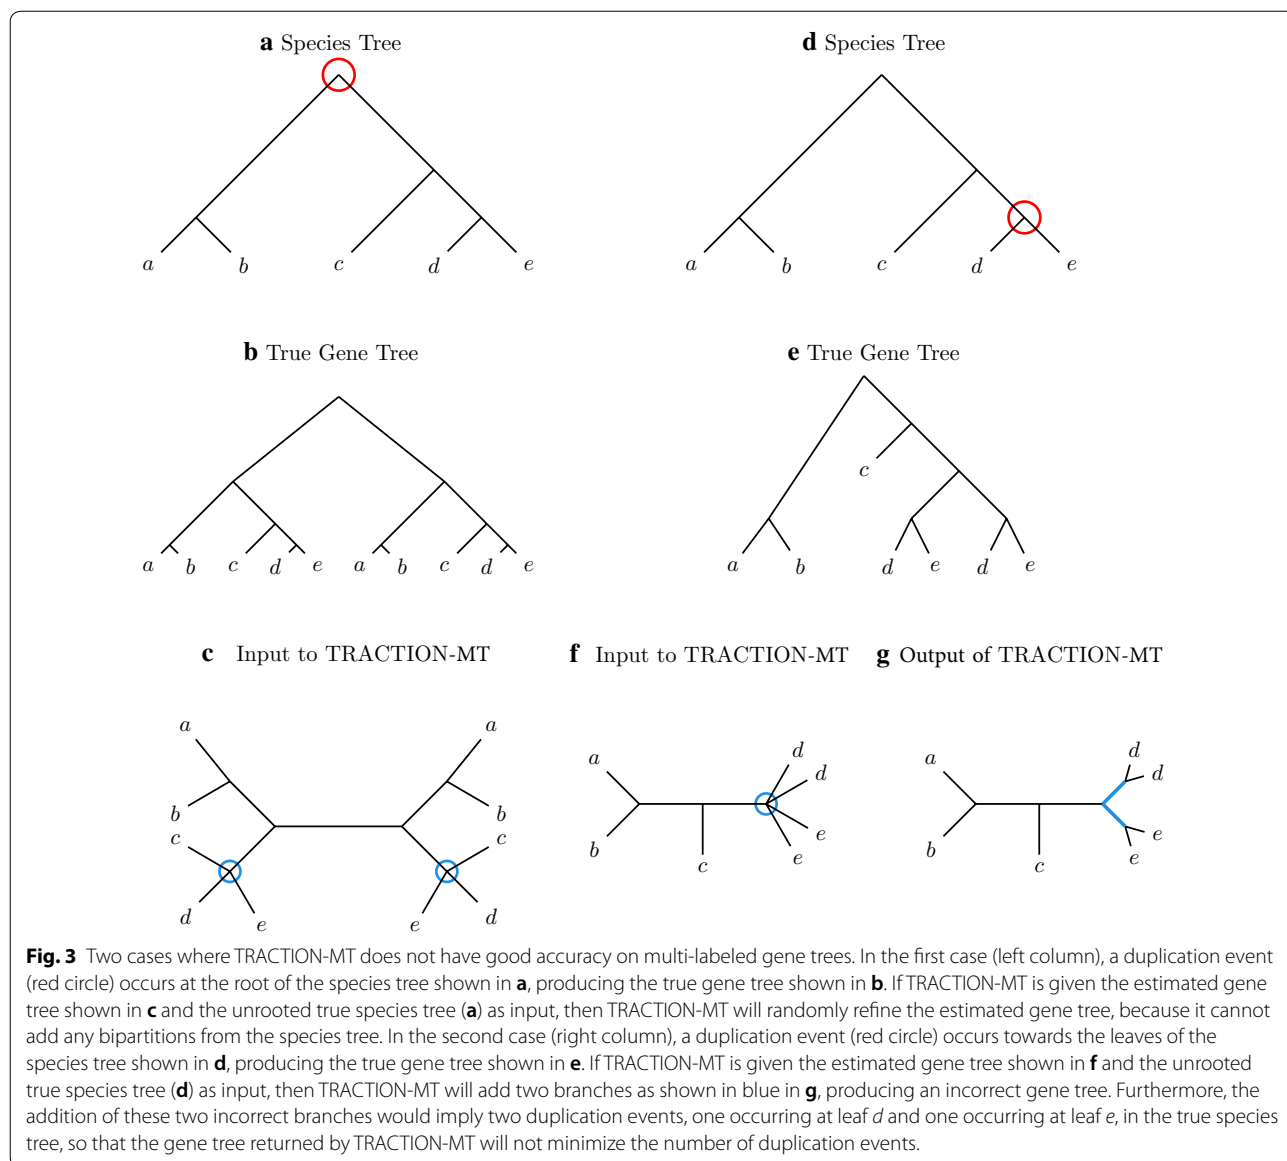 a Species Tree
a
b
c
d
e
d Species Tree
a
b
c
d
e
b True Gene Tree
a
b
c
d
e
a
b
c
d
e
e True Gene Tree
c
a
b
d
e
d
e
c Input to TRACTION-MT
a
a
b
b
c
c
d
e
e
d
f Input to TRACTION-MT
a
b
c
d
d
e
e
g Output of TRACTION-MT
a
b
c
d
d
e
e
Fig. 3 Two cases where TRACTION-MT does not have good accuracy on multi-labeled gene trees. In the first case (left column), a duplication event
(red circle) occurs at the root of the species tree shown in a, producing the true gene tree shown in b. If TRACTION-MT is given the estimated gene
tree shown in c and the unrooted true species tree (a) as input, then TRACTION-MT will randomly refine the estimated gene tree, because it cannot
add any bipartitions from the species tree. In the second case (right column), a duplication event (red circle) occurs towards the leaves of the
species tree shown in d, producing the true gene tree shown in e. If TRACTION-MT is given the estimated gene tree shown in f and the unrooted
true species tree (d) as input, then TRACTION-MT will add two branches as shown in blue in g, producing an incorrect gene tree. Furthermore, the
addition of these two incorrect branches would imply two duplication events, one occurring at leaf d and one occurring at leaf e, in the true species
tree, so that the gene tree returned by TRACTION-MT will not minimize the number of duplication events.